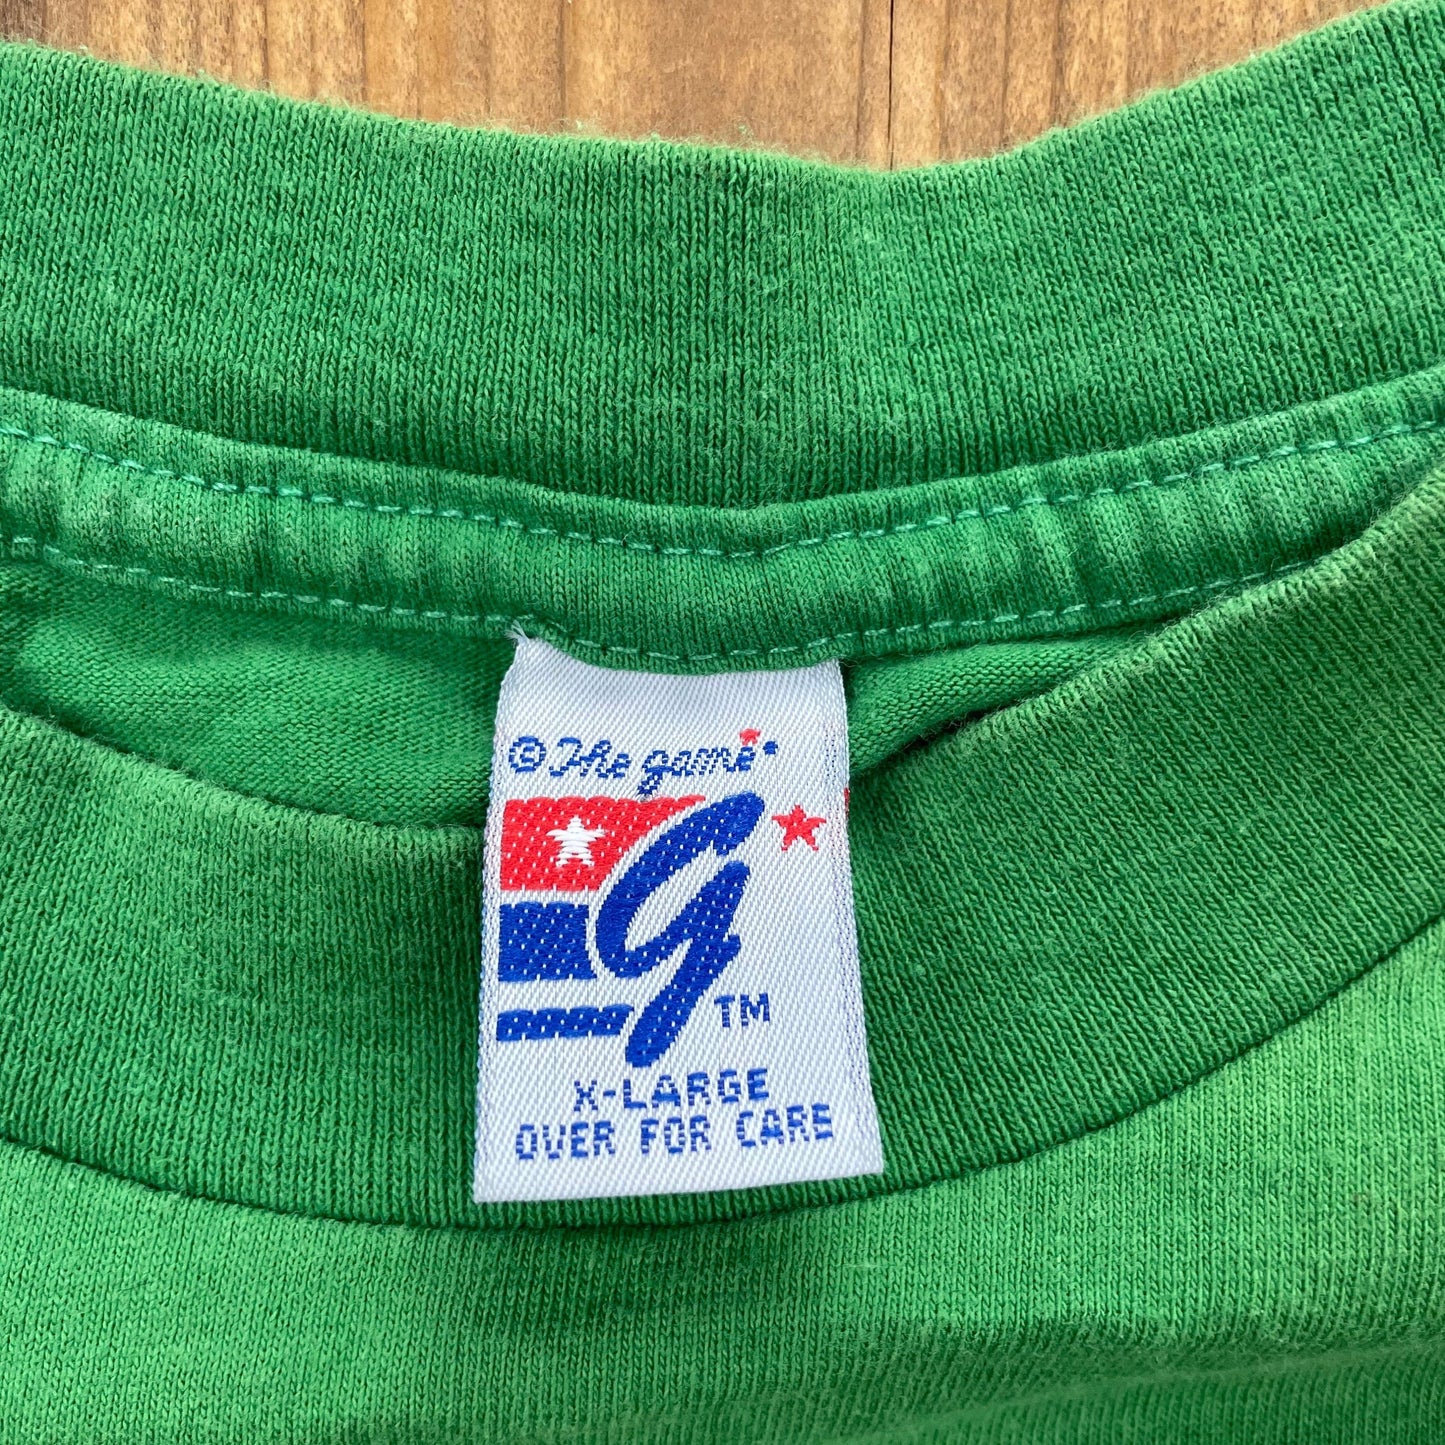 © The game
G
TM
X-LARGE
OVER FOR CARE